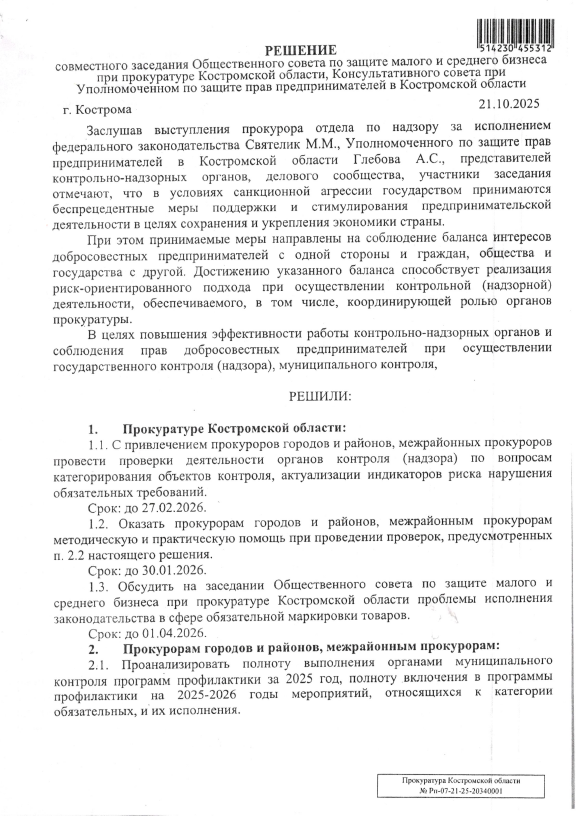 514230 455312
РЕШЕНИЕ
совместного заседания Общественного совета по защите малого и среднего бизнеса
при прокуратуре Костромской области, Консультативного совета при
Уполномоченном по защите прав предпринимателей в Костромской области
г. Кострома 21.10.2025
Заслушав выступления прокурора отдела по надзору за исполнением
федерального законодательства Святелик М.М., Уполномоченного по защите прав
предпринимателей в Костромской области Глебова А.С., представителей
контрольно-надзорных органов, делового сообщества, участники заседания
отмечают, что в условиях санкционной агрессии государством принимаются
беспрецедентные меры поддержки и стимулирования предпринимательской
деятельности в целях сохранения и укрепления экономики страны.
При этом принимаемые меры направлены на соблюдение баланса интересов
добросовестных предпринимателей с одной стороны и граждан, общества и
государства с другой. Достижению указанного баланса способствует реализация
риск-ориентированного подхода при осуществлении контрольной (надзорной)
деятельности, обеспечиваемого, в том числе, координирующей ролью органов
прокуратуры.
В целях повышения эффективности работы контрольно-надзорных органов и
соблюдения прав добросовестных предпринимателей при осуществлении
государственного контроля (надзора), муниципального контроля,
РЕШИЛИ:
1. Прокуратуре Костромской области:
1.1. С привлечением прокуроров городов и районов, межрайонных прокуроров
провести проверки деятельности органов контроля (надзора) по вопросам
категорирования объектов контроля, актуализации индикаторов риска нарушения
обязательных требований.
Срок: до 27.02.2026.
1.2. Оказать прокурорам городов и районов, межрайонным прокурорам
методическую и практическую помощь при проведении проверок, предусмотренных
п. 2.2 настоящего решения.
Срок: до 30.01.2026.
1.3. Обсудить на заседании Общественного совета по защите малого и
среднего бизнеса при прокуратуре Костромской области проблемы исполнения
законодательства в сфере обязательной маркировки товаров.
Срок: до 01.04.2026.
2. Прокурорам городов и районов, межрайонным прокурорам:
2.1. Проанализировать полноту выполнения органами муниципального
контроля программ профилактики за 2025 год, полноту включения в программы
профилактики на 2025-2026 годы мероприятий, относящихся к категории
обязательных, и их исполнения.
Прокуратура Костромской области
№ Рп-07-21-25-20340001